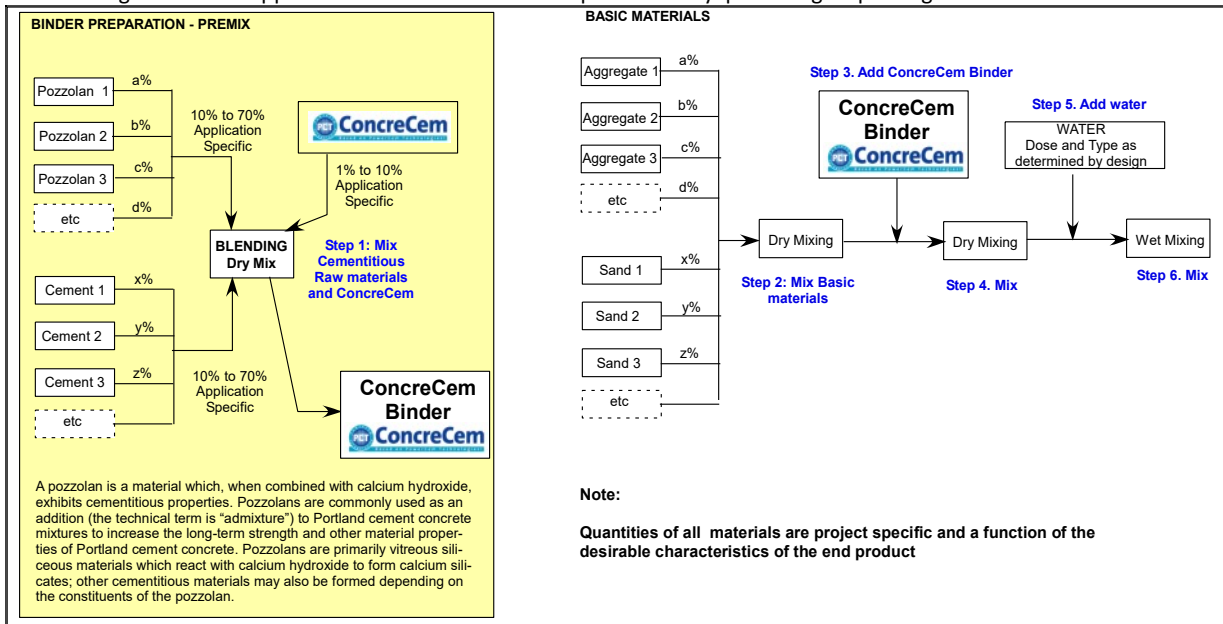 BINDER PREPARATION - PREMIX
Pozzolan 1
a%
Pozzolan 2
b%
Pozzolan 3
c%
etc
d%
10% to 70%
Application
Specific
PCT ConcreCem
1% to 10%
Application
Specific
BLENDING
Dry Mix
Step 1: Mix
Cementitious
Raw materials
and ConcreCem
Cement 1
x%
Cement 2
y%
Cement 3
z%
etc
10% to 70%
Application
Specific
ConcreCem
Binder
PCT ConcreCem
A pozzolan is a material which, when combined with calcium hydroxide,
exhibits cementitious properties. Pozzolans are commonly used as an
addition (the technical term is “admixture”) to Portland cement concrete
mixtures to increase the long-term strength and other material proper-
ties of Portland cement concrete. Pozzolans are primarily vitreous sili-
ceous materials which react with calcium hydroxide to form calcium sili-
cates; other cementitious materials may also be formed depending on
the constituents of the pozzolan.
BASIC MATERIALS
Aggregate 1
a%
Aggregate 2
b%
Aggregate 3
c%
etc
d%
Sand 1
x%
Sand 2
y%
Sand 3
z%
etc
Dry Mixing
Step 2: Mix Basic
materials
Step 3. Add ConcreCem Binder
ConcreCem
Binder
PCT ConcreCem
Dry Mixing
Step 4. Mix
Step 5. Add water
WATER
Dose and Type as
determined by design
Wet Mixing
Step 6. Mix
Note:
Quantities of all materials are project specific and a function of the
desirable characteristics of the end product